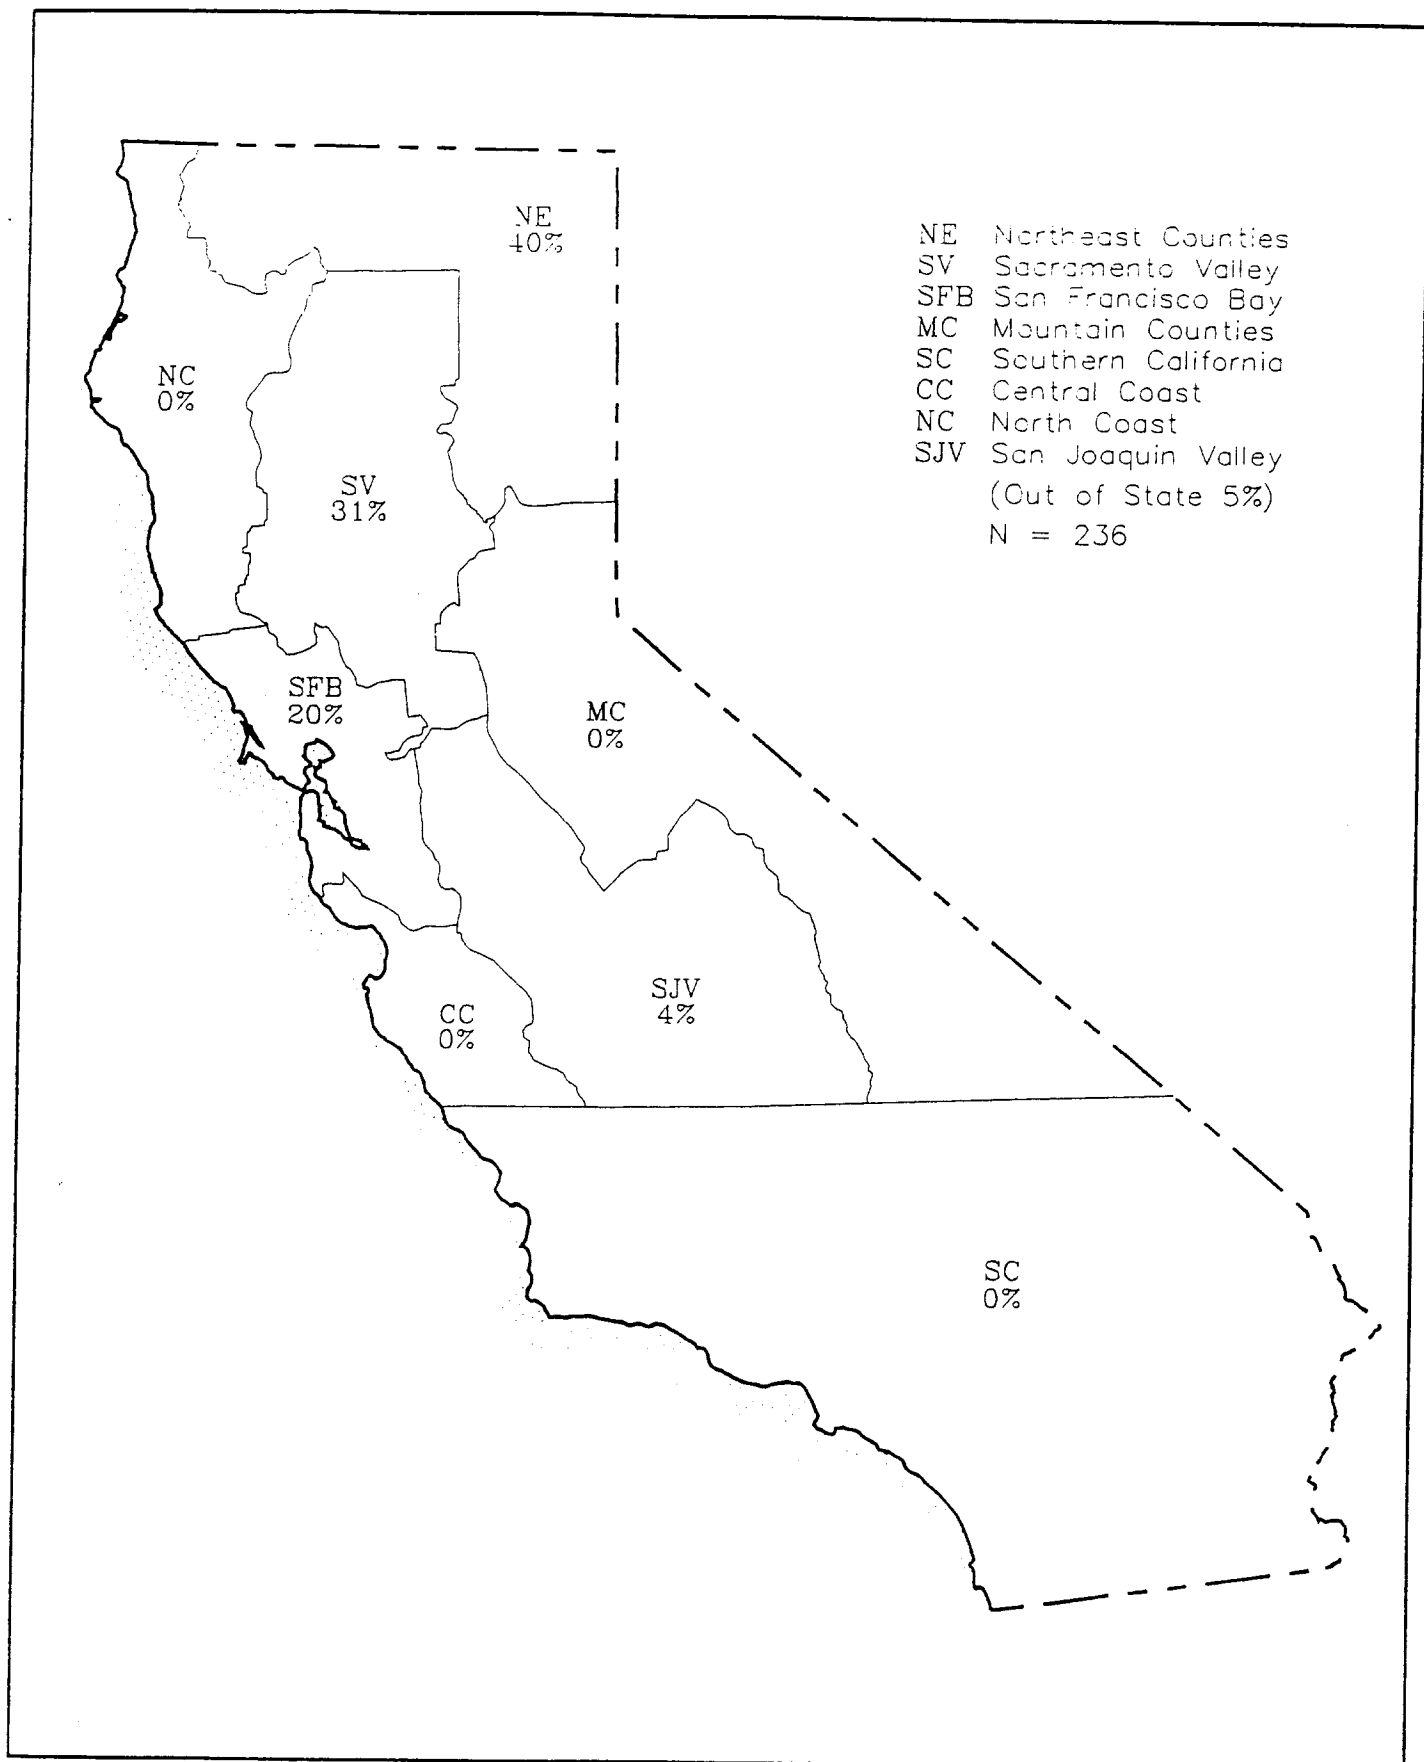 NE
40%
NE Northeast Counties
SV Sacramento Valley
SFB San Francisco Bay
MC Mountain Counties
SC Southern California
CC Central Coast
NC North Coast
SJV San Joaquin Valley
(Out of State 5%)
N = 236
NC
0%
SV
31%
SFB
20%
MC
0%
SJV
4%
CC
0%
SC
0%